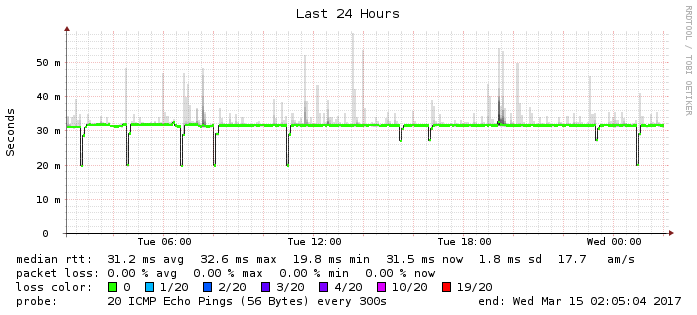 Last 24 Hours
RRDTOOL / TOBI OETIKER
Seconds
50 m
40 m
30 m
20 m
10 m
0
Tue 06:00 Tue 12:00 Tue 18:00 Wed 00:00
median rtt: 31.2 ms avg 32.6 ms max 19.8 ms min 31.5 ms now 1.8 ms sd 17.7 am/s
packet loss: 0.00 % avg 0.00 % max 0.00 % min 0.00 % now
loss color: 0 1/20 2/20 3/20 4/20 10/20 19/20
probe: 20 ICMP Echo Pings (56 Bytes) every 300s end: Wed Mar 15 02:05:04 2017